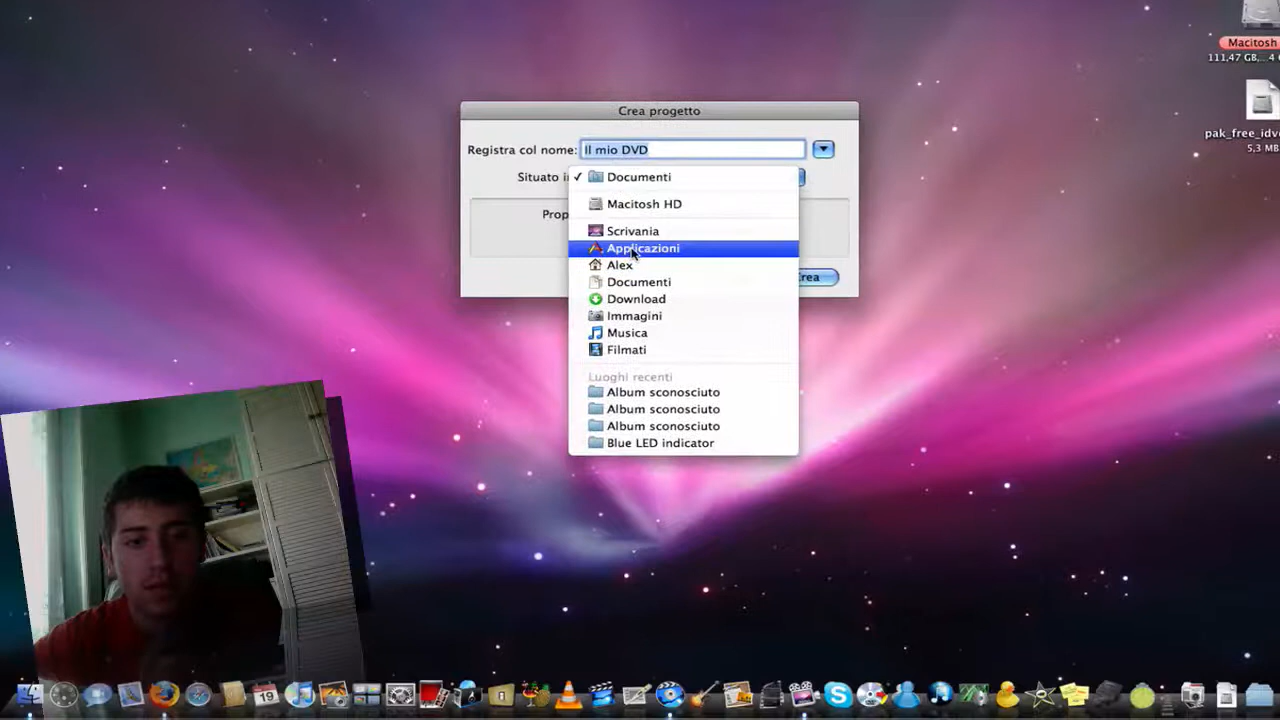 Macitosh
111,47 GB,... 4
pak_free_idv
5,3 MB
Crea progetto
Registra col nome: Il mio DVD
Situato i
✓ Documenti
Macitosh HD
Prop
Scrivania
Applicazioni
Alex
Documenti
Download
Immagini
Musica
Filmati
Luoghi recenti
Album sconosciuto
Album sconosciuto
Album sconosciuto
Blue LED indicator
rea
19